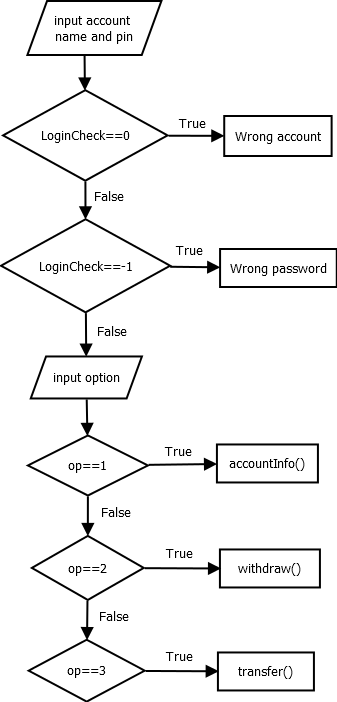 input account
name and pin
LoginCheck==0
True
Wrong account
False
LoginCheck==-1
True
Wrong password
False
input option
op==1
True
accountInfo()
False
op==2
True
withdraw()
False
op==3
True
transfer()